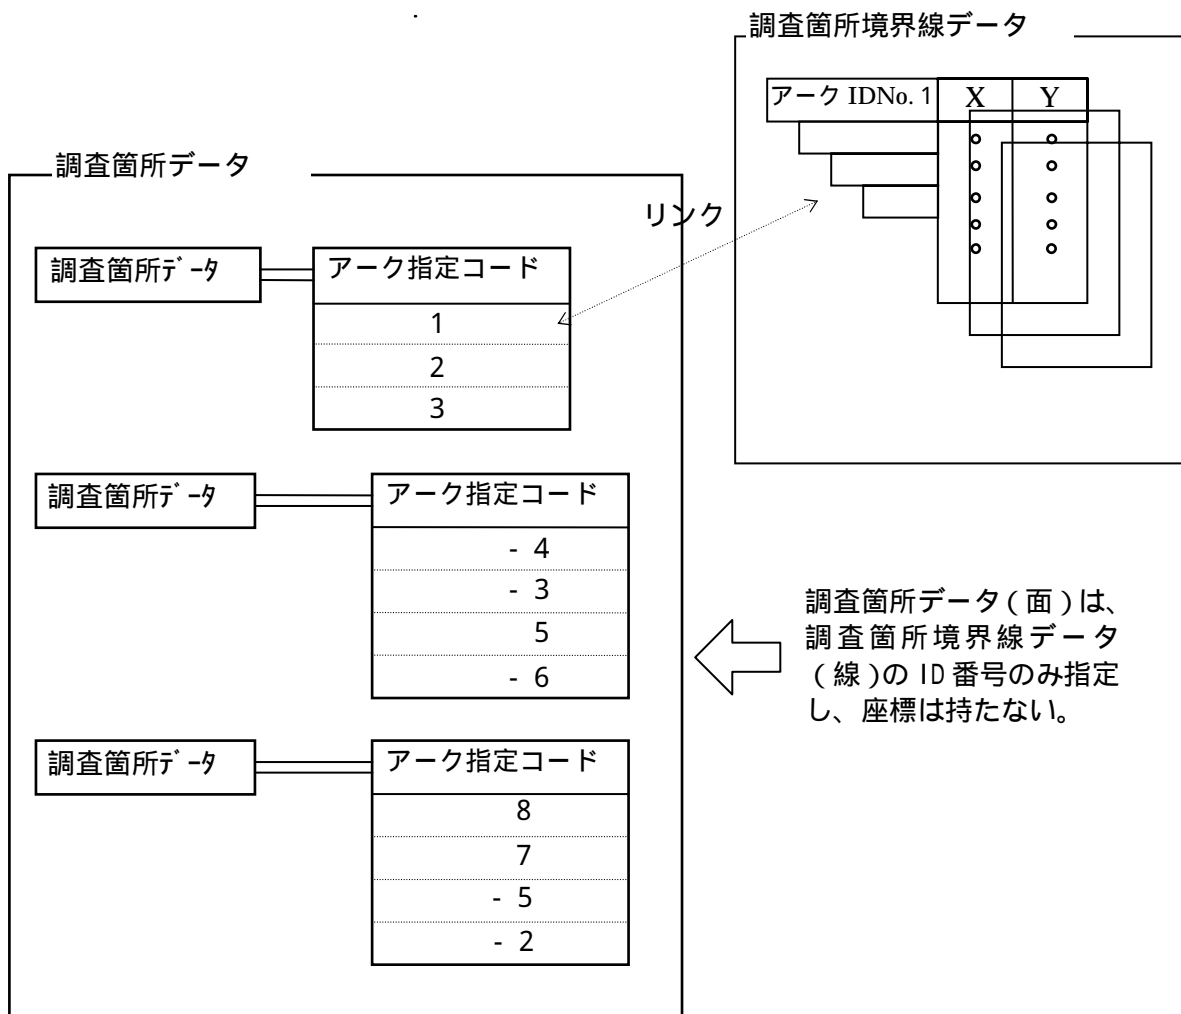 調査箇所境界線データ
アーク IDNo. 1 X Y
調査箇所データ
リンク
調査箇所ﾃﾞｰﾀ
アーク指定コード
1
2
3
調査箇所ﾃﾞｰﾀ
アーク指定コード
- 4
- 3
5
- 6
調査箇所データ(面)は、
調査箇所境界線データ
(線)の ID 番号のみ指定
し、座標は持たない。
調査箇所ﾃﾞｰﾀ
アーク指定コード
8
7
- 5
- 2